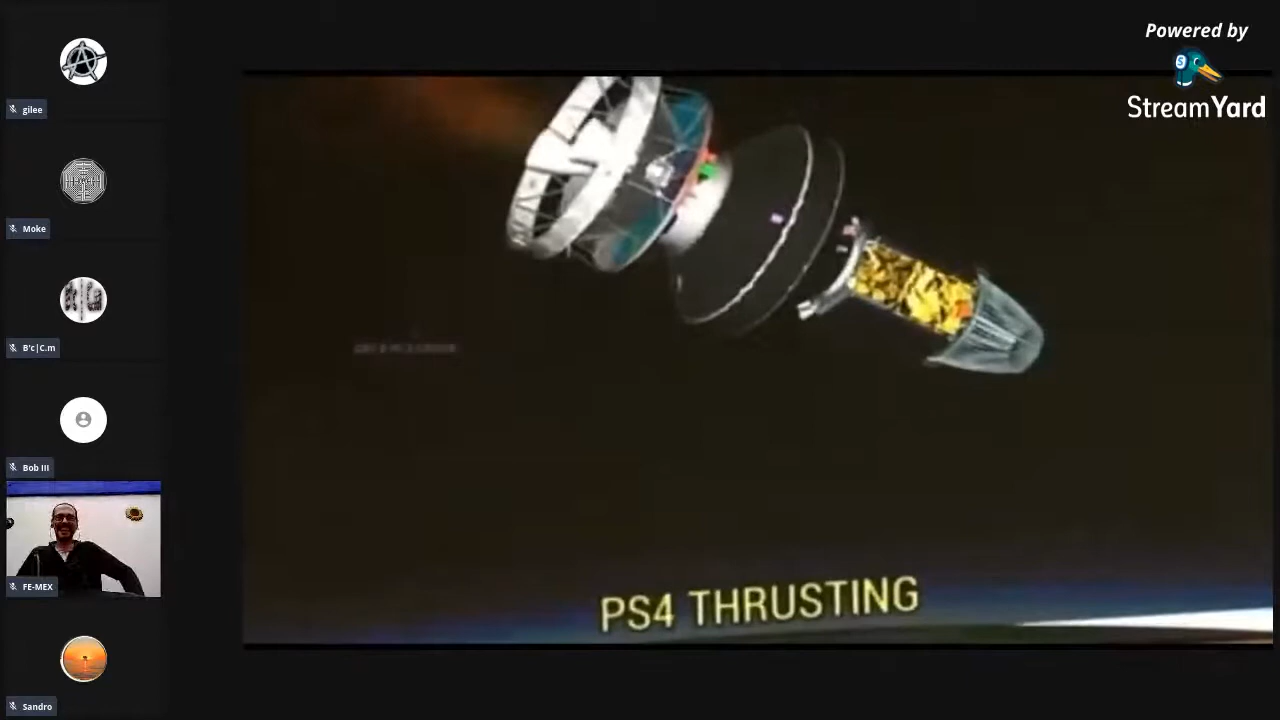 Powered by
StreamYard
gilee
Moke
B'c|C.m
Bob III
FE-MEX
Sandro
PS4 THRUSTING